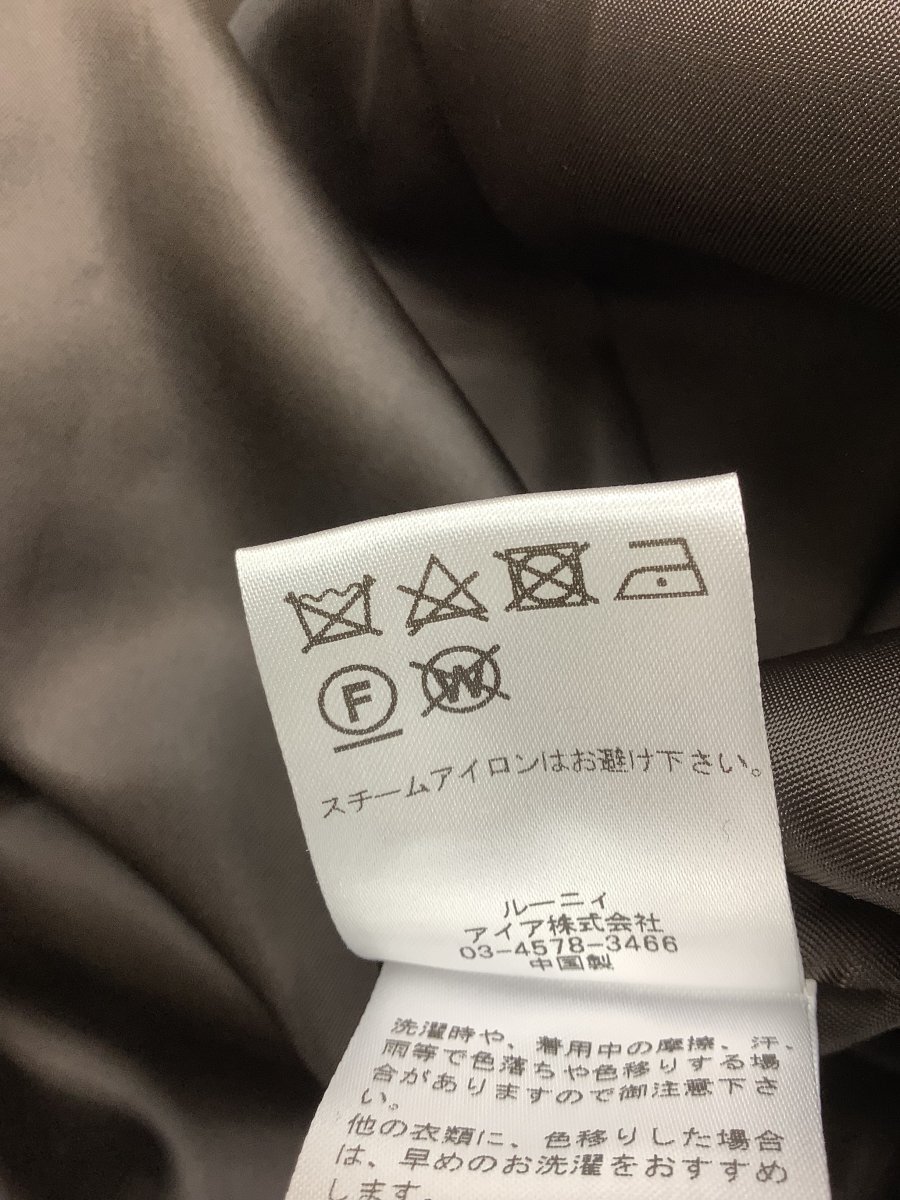 F W
スチームアイロンはお避け下さい。
ルーニィ
アイア株式会社
03-4578-3466
中国製
洗濯時や、着用中の摩擦、汗、
雨等で色落ちや色移りする場
合がありますので御注意下さ
い。
他の衣類に、色移りした場合
は、早めのお洗濯をおすすめ
します。